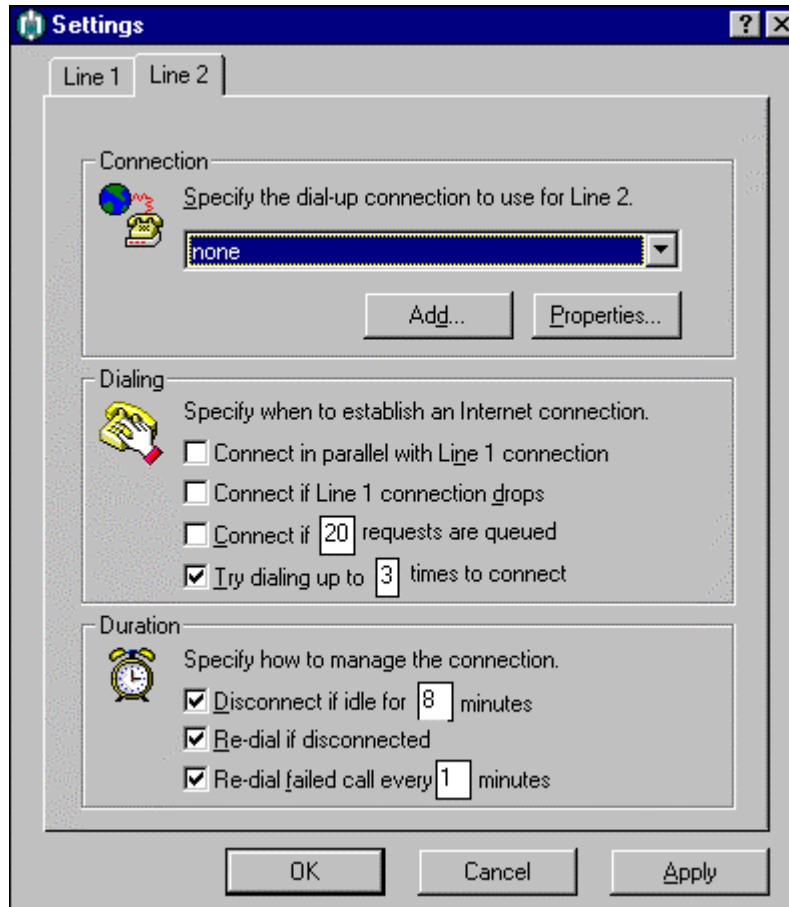 Settings
Line 1 Line 2
Connection
Specify the dial-up connection to use for Line 2.
none
Add... Properties...
Dialing
Specify when to establish an Internet connection.
Connect in parallel with Line 1 connection
Connect if Line 1 connection drops
Connect if 20 requests are queued
Try dialing up to 3 times to connect
Duration
Specify how to manage the connection.
Disconnect if idle for 8 minutes
Re-dial if disconnected
Re-dial failed call every 1 minutes
OK Cancel Apply